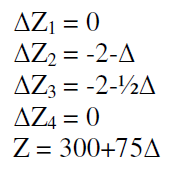 ΔZ₁ = 0
ΔZ₂ = -2-Δ
ΔZ₃ = -2-½Δ
ΔZ₄ = 0
Z = 300+75Δ